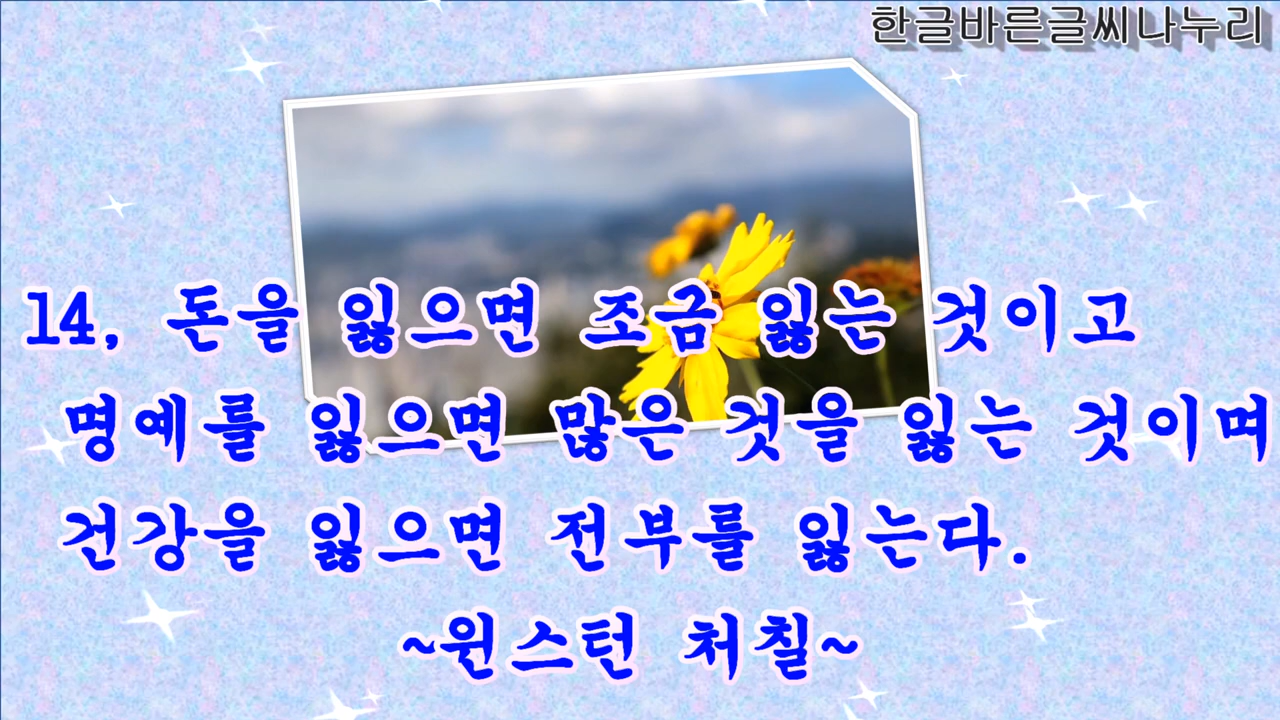 한글바른글씨나누리
14, 돈을 잃으면 조금 잃는 것이고
명예를 잃으면 많은 것을 잃는 것이며
건강을 잃으면 전부를 잃는다.
~윈스턴 처칠~